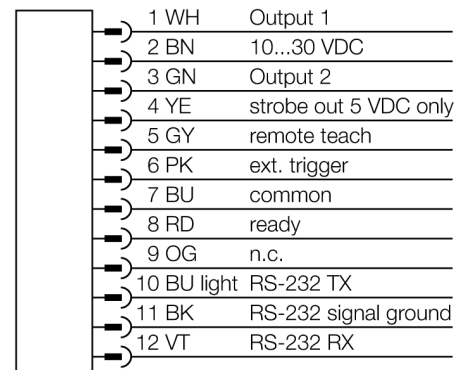 1 WH Output 1
2 BN 10...30 VDC
3 GN Output 2
4 YE strobe out 5 VDC only
5 GY remote teach
6 PK ext. trigger
7 BU common
8 RD ready
9 OG n.c.
10 BU light RS-232 TX
11 BK RS-232 signal ground
12 VT RS-232 RX